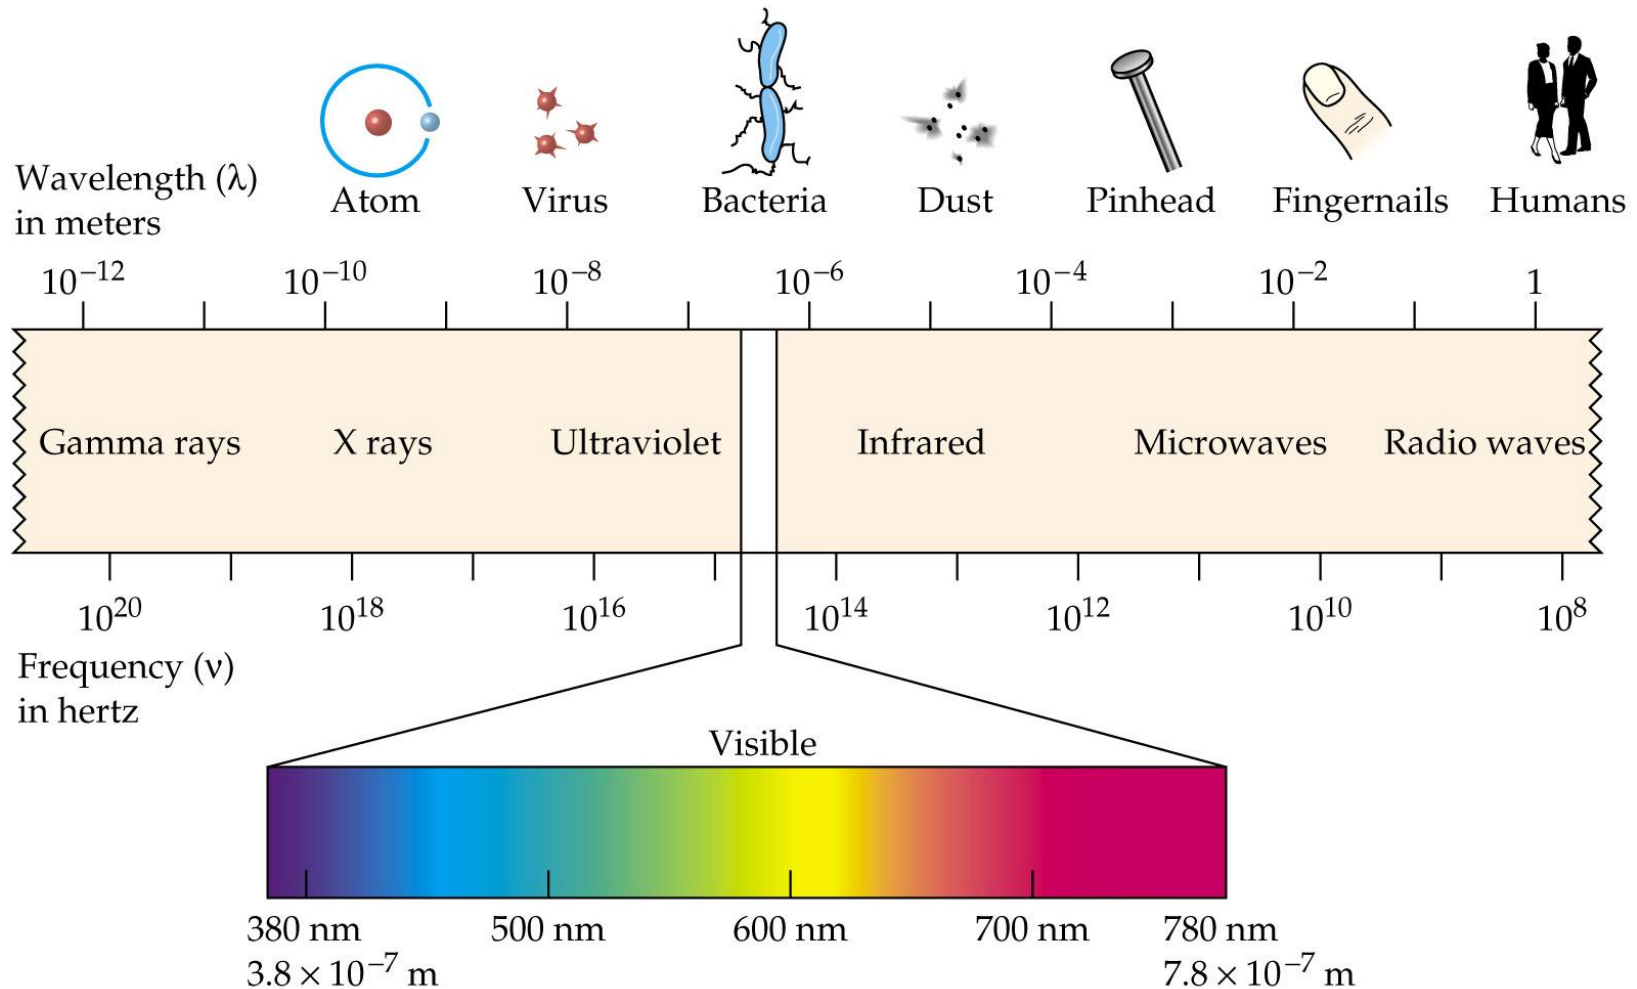 Atom Virus Bacteria Dust Pinhead Fingernails Humans
Wavelength (λ)
in meters
10⁻¹² 10⁻¹⁰ 10⁻⁸ 10⁻⁶ 10⁻⁴ 10⁻² 1
Gamma rays X rays Ultraviolet Infrared Microwaves Radio waves
10²⁰ 10¹⁸ 10¹⁶ 10¹⁴ 10¹² 10¹⁰ 10⁸
Frequency (ν)
in hertz
Visible
380 nm 500 nm 600 nm 700 nm 780 nm
3.8 × 10⁻⁷ m 7.8 × 10⁻⁷ m